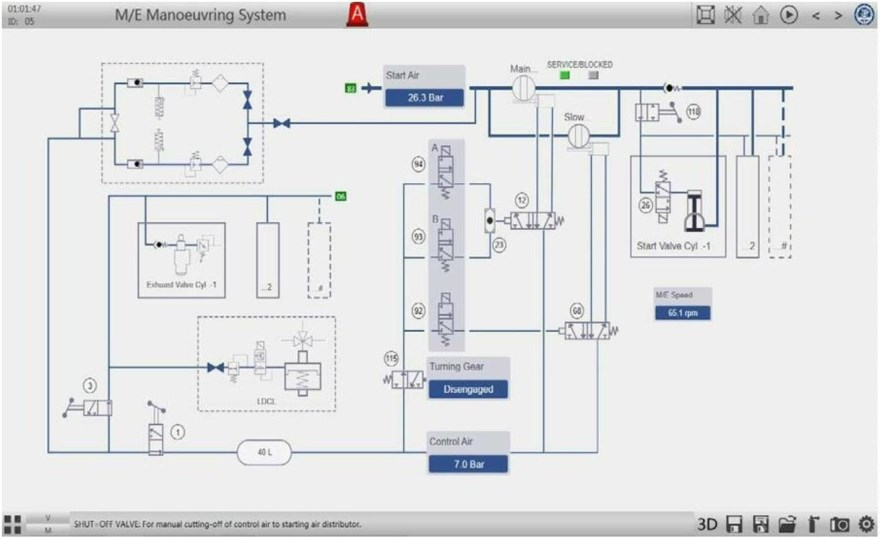 01:01:47
ID: 05
M/E Manoeuvring System
A
<
>
Start Air
26.3 Bar
Main...
SERVICE/BLOCKED
Slow...
110
A
94
B
93
92
12
23
26
Start Valve Cyl .-1
...2
...#
06
Exhaust Valve Cyl .-1
...2
...#
M/E Speed
65.1 rpm
68
LDCL
115
Turning Gear
Disengaged
3
1
40 L
Control Air
7.0 Bar
V
M
SHUT-OFF VALVE: For manual cutting-off of control air to starting air distributor.
3D